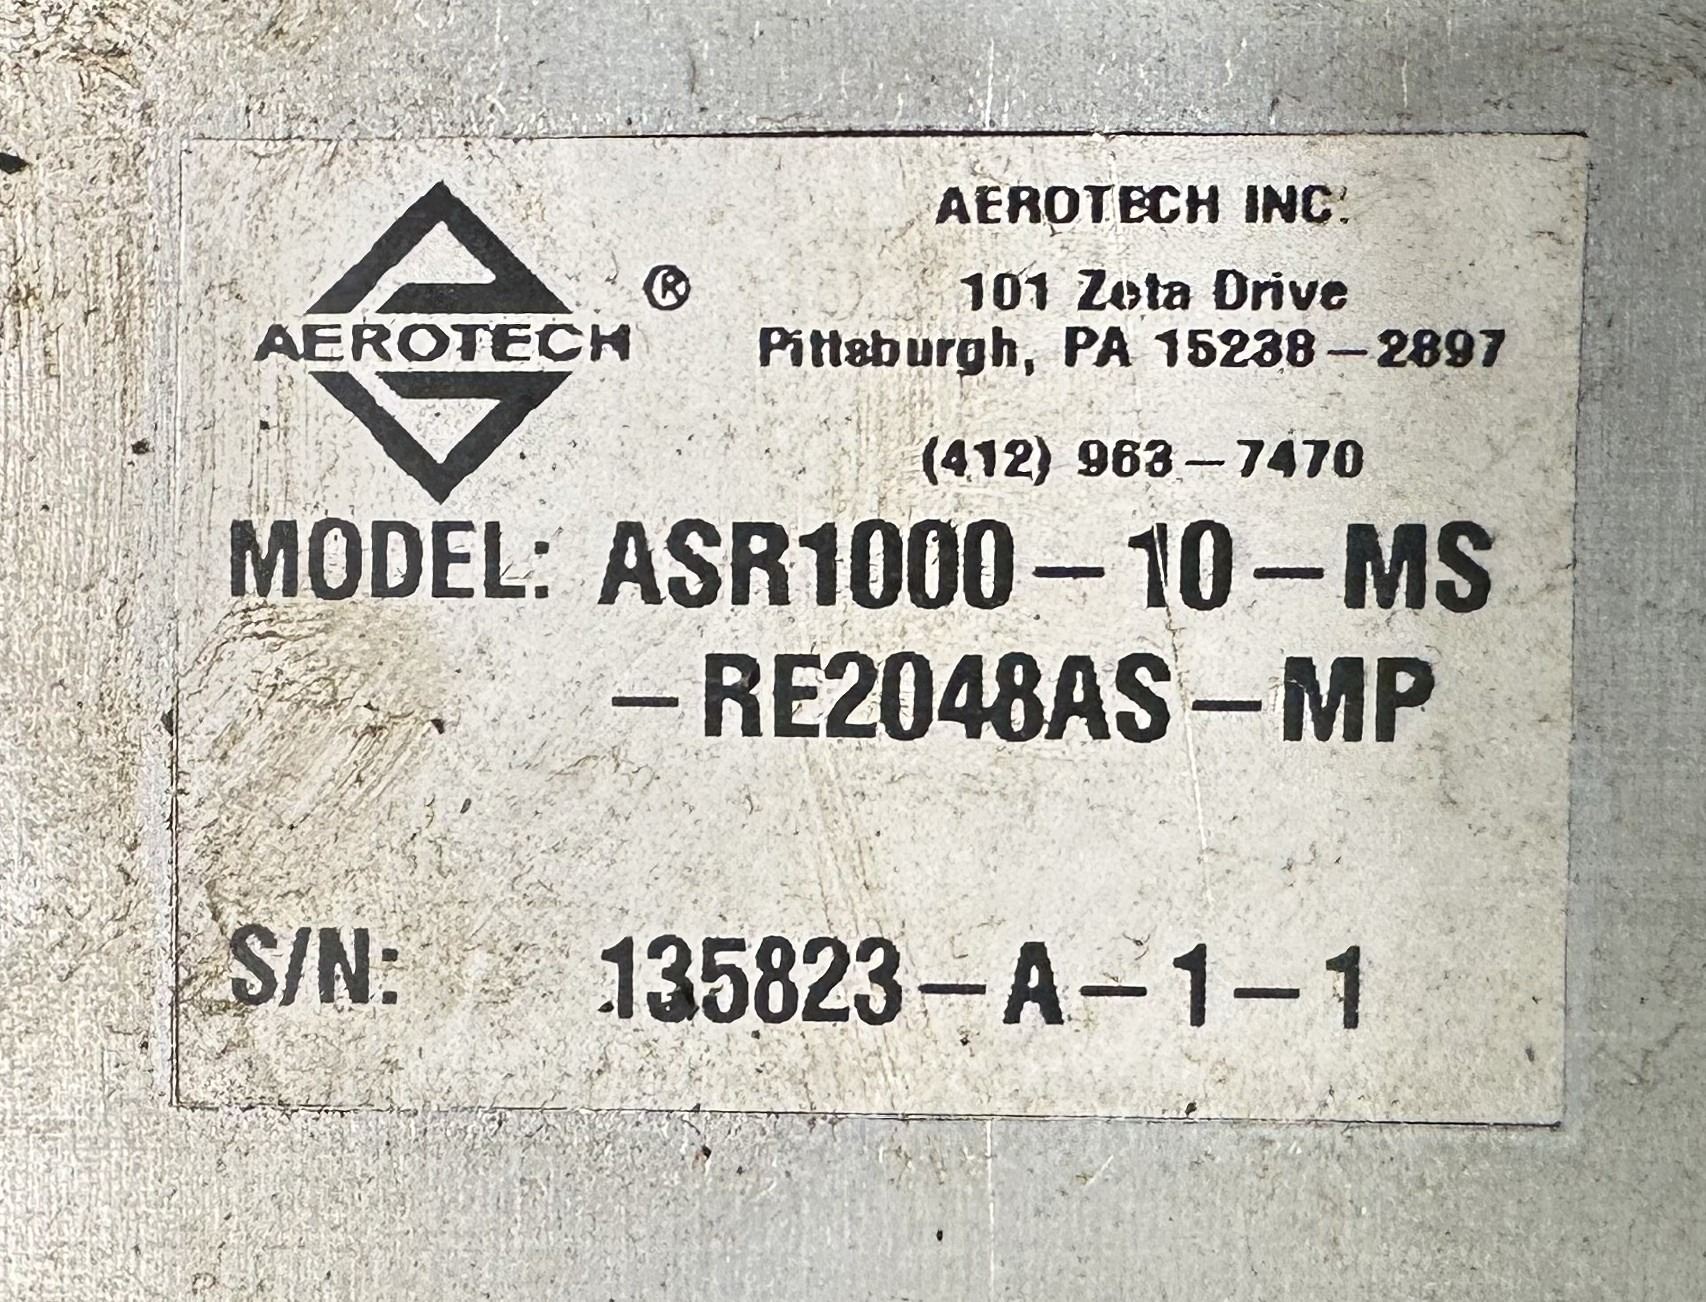 AEROTECH ®
AEROTECH INC.
101 Zeta Drive
Pittsburgh, PA 15238-2897
(412) 963-7470
MODEL: ASR1000-10-MS
-RE2048AS-MP
S/N: 135823-A-1-1